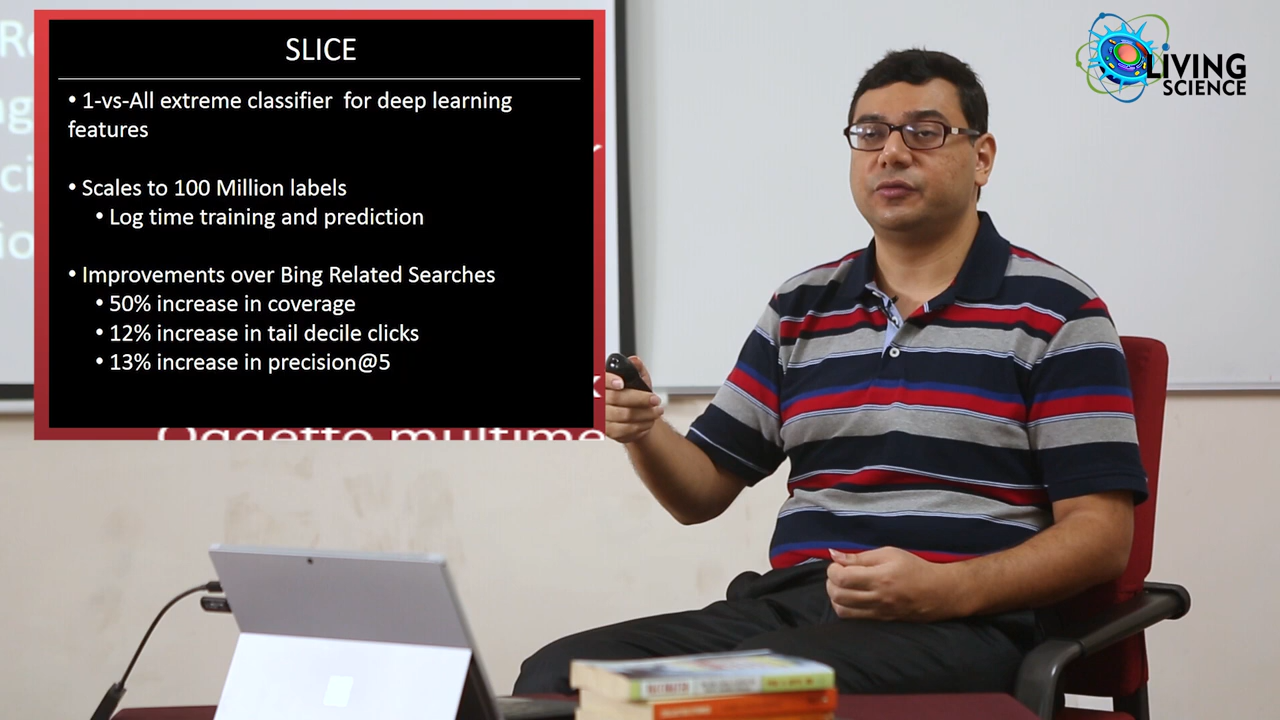 SLICE
• 1-vs-All extreme classifier for deep learning
features
• Scales to 100 Million labels
• Log time training and prediction
• Improvements over Bing Related Searches
• 50% increase in coverage
• 12% increase in tail decile clicks
• 13% increase in precision@5
LIVING
SCIENCE
Oggetto multime